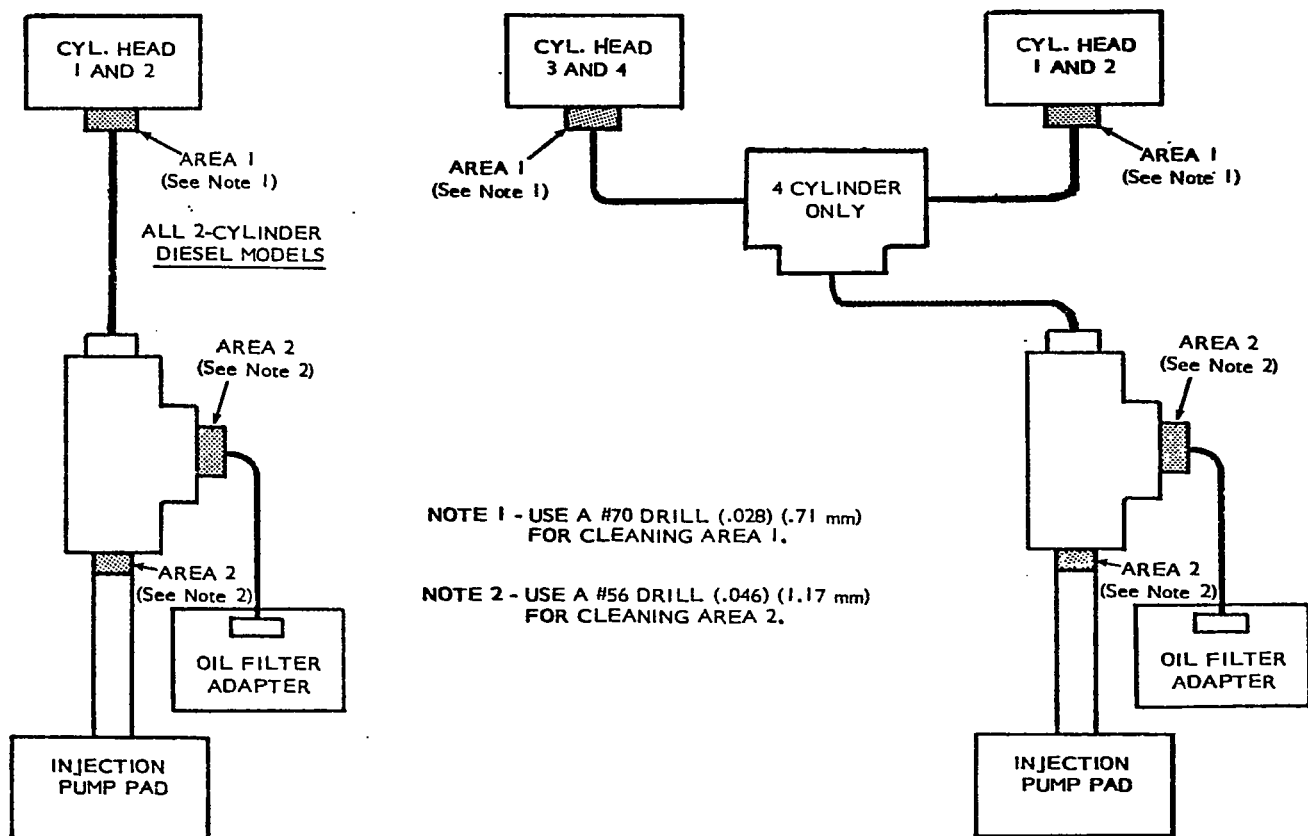 CYL. HEAD
1 AND 2
AREA 1
(See Note 1)
ALL 2-CYLINDER
DIESEL MODELS
AREA 2
(See Note 2)
AREA 2
(See Note 2)
OIL FILTER
ADAPTER
INJECTION
PUMP PAD
CYL. HEAD
3 AND 4
CYL. HEAD
1 AND 2
AREA 1
(See Note 1)
4 CYLINDER
ONLY
AREA 1
(See Note 1)
AREA 2
(See Note 2)
NOTE 1 - USE A #70 DRILL (.028) (.71 mm)
FOR CLEANING AREA 1.
NOTE 2 - USE A #56 DRILL (.046) (1.17 mm)
FOR CLEANING AREA 2.
AREA 2
(See Note 2)
OIL FILTER
ADAPTER
INJECTION
PUMP PAD